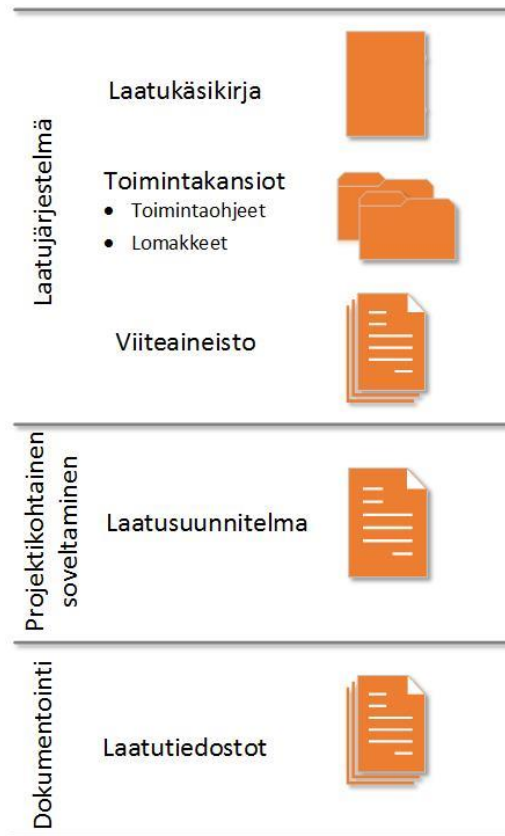 Laatujärjestelmä
Laatukäsikirja
Toimintakansiot
• Toimintaohjeet
• Lomakkeet
Viiteaineisto
Projektikohtainen
soveltaminen
Laatusuunnitelma
Dokumentointi
Laatutiedostot